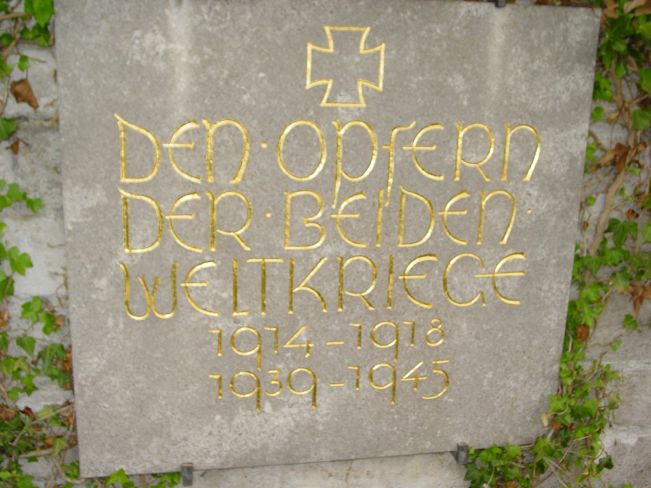 DEN · OPFERN
DER · BEIDEN ·
WELTKRIEGE
1914 – 1918
1939 – 1945